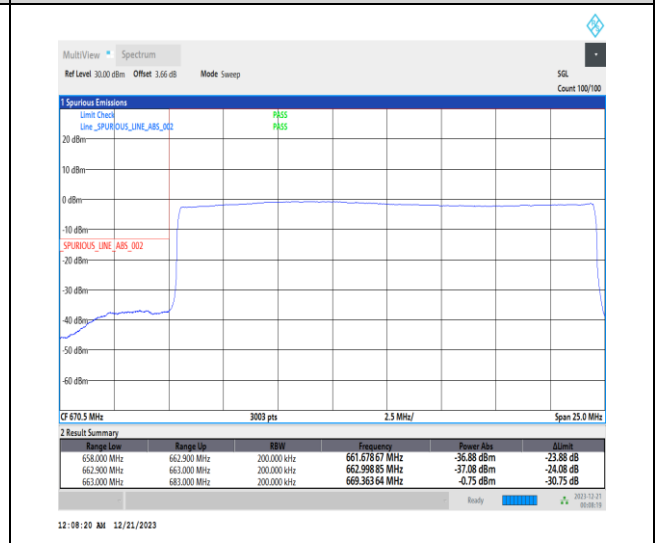 MultiView Spectrum
Ref Level 30.00 dBm Offset 3.66 dB Mode Sweep SGL
Count 100/100
1 Spurious Emissions
Limit Check PASS
Line _SPURIOUS_LINE_ABS_002 PASS
20 dBm
10 dBm
0 dBm
-10 dBm
_SPURIOUS_LINE_ABS_002
-20 dBm
-30 dBm
-40 dBm
-50 dBm
-60 dBm
CF 670.5 MHz 3003 pts 2.5 MHz/ Span 25.0 MHz
2 Result Summary
Range Low Range Up RBW Frequency Power Abs ΔLimit
658.000 MHz 662.900 MHz 200.000 kHz 661.678 67 MHz -36.88 dBm -23.88 dB
662.900 MHz 663.000 MHz 200.000 kHz 662.998 85 MHz -37.08 dBm -24.08 dB
663.000 MHz 683.000 MHz 200.000 kHz 669.363 64 MHz -0.75 dBm -30.75 dB
Ready 2023-12-21
00:08:19
12:08:20 AM 12/21/2023